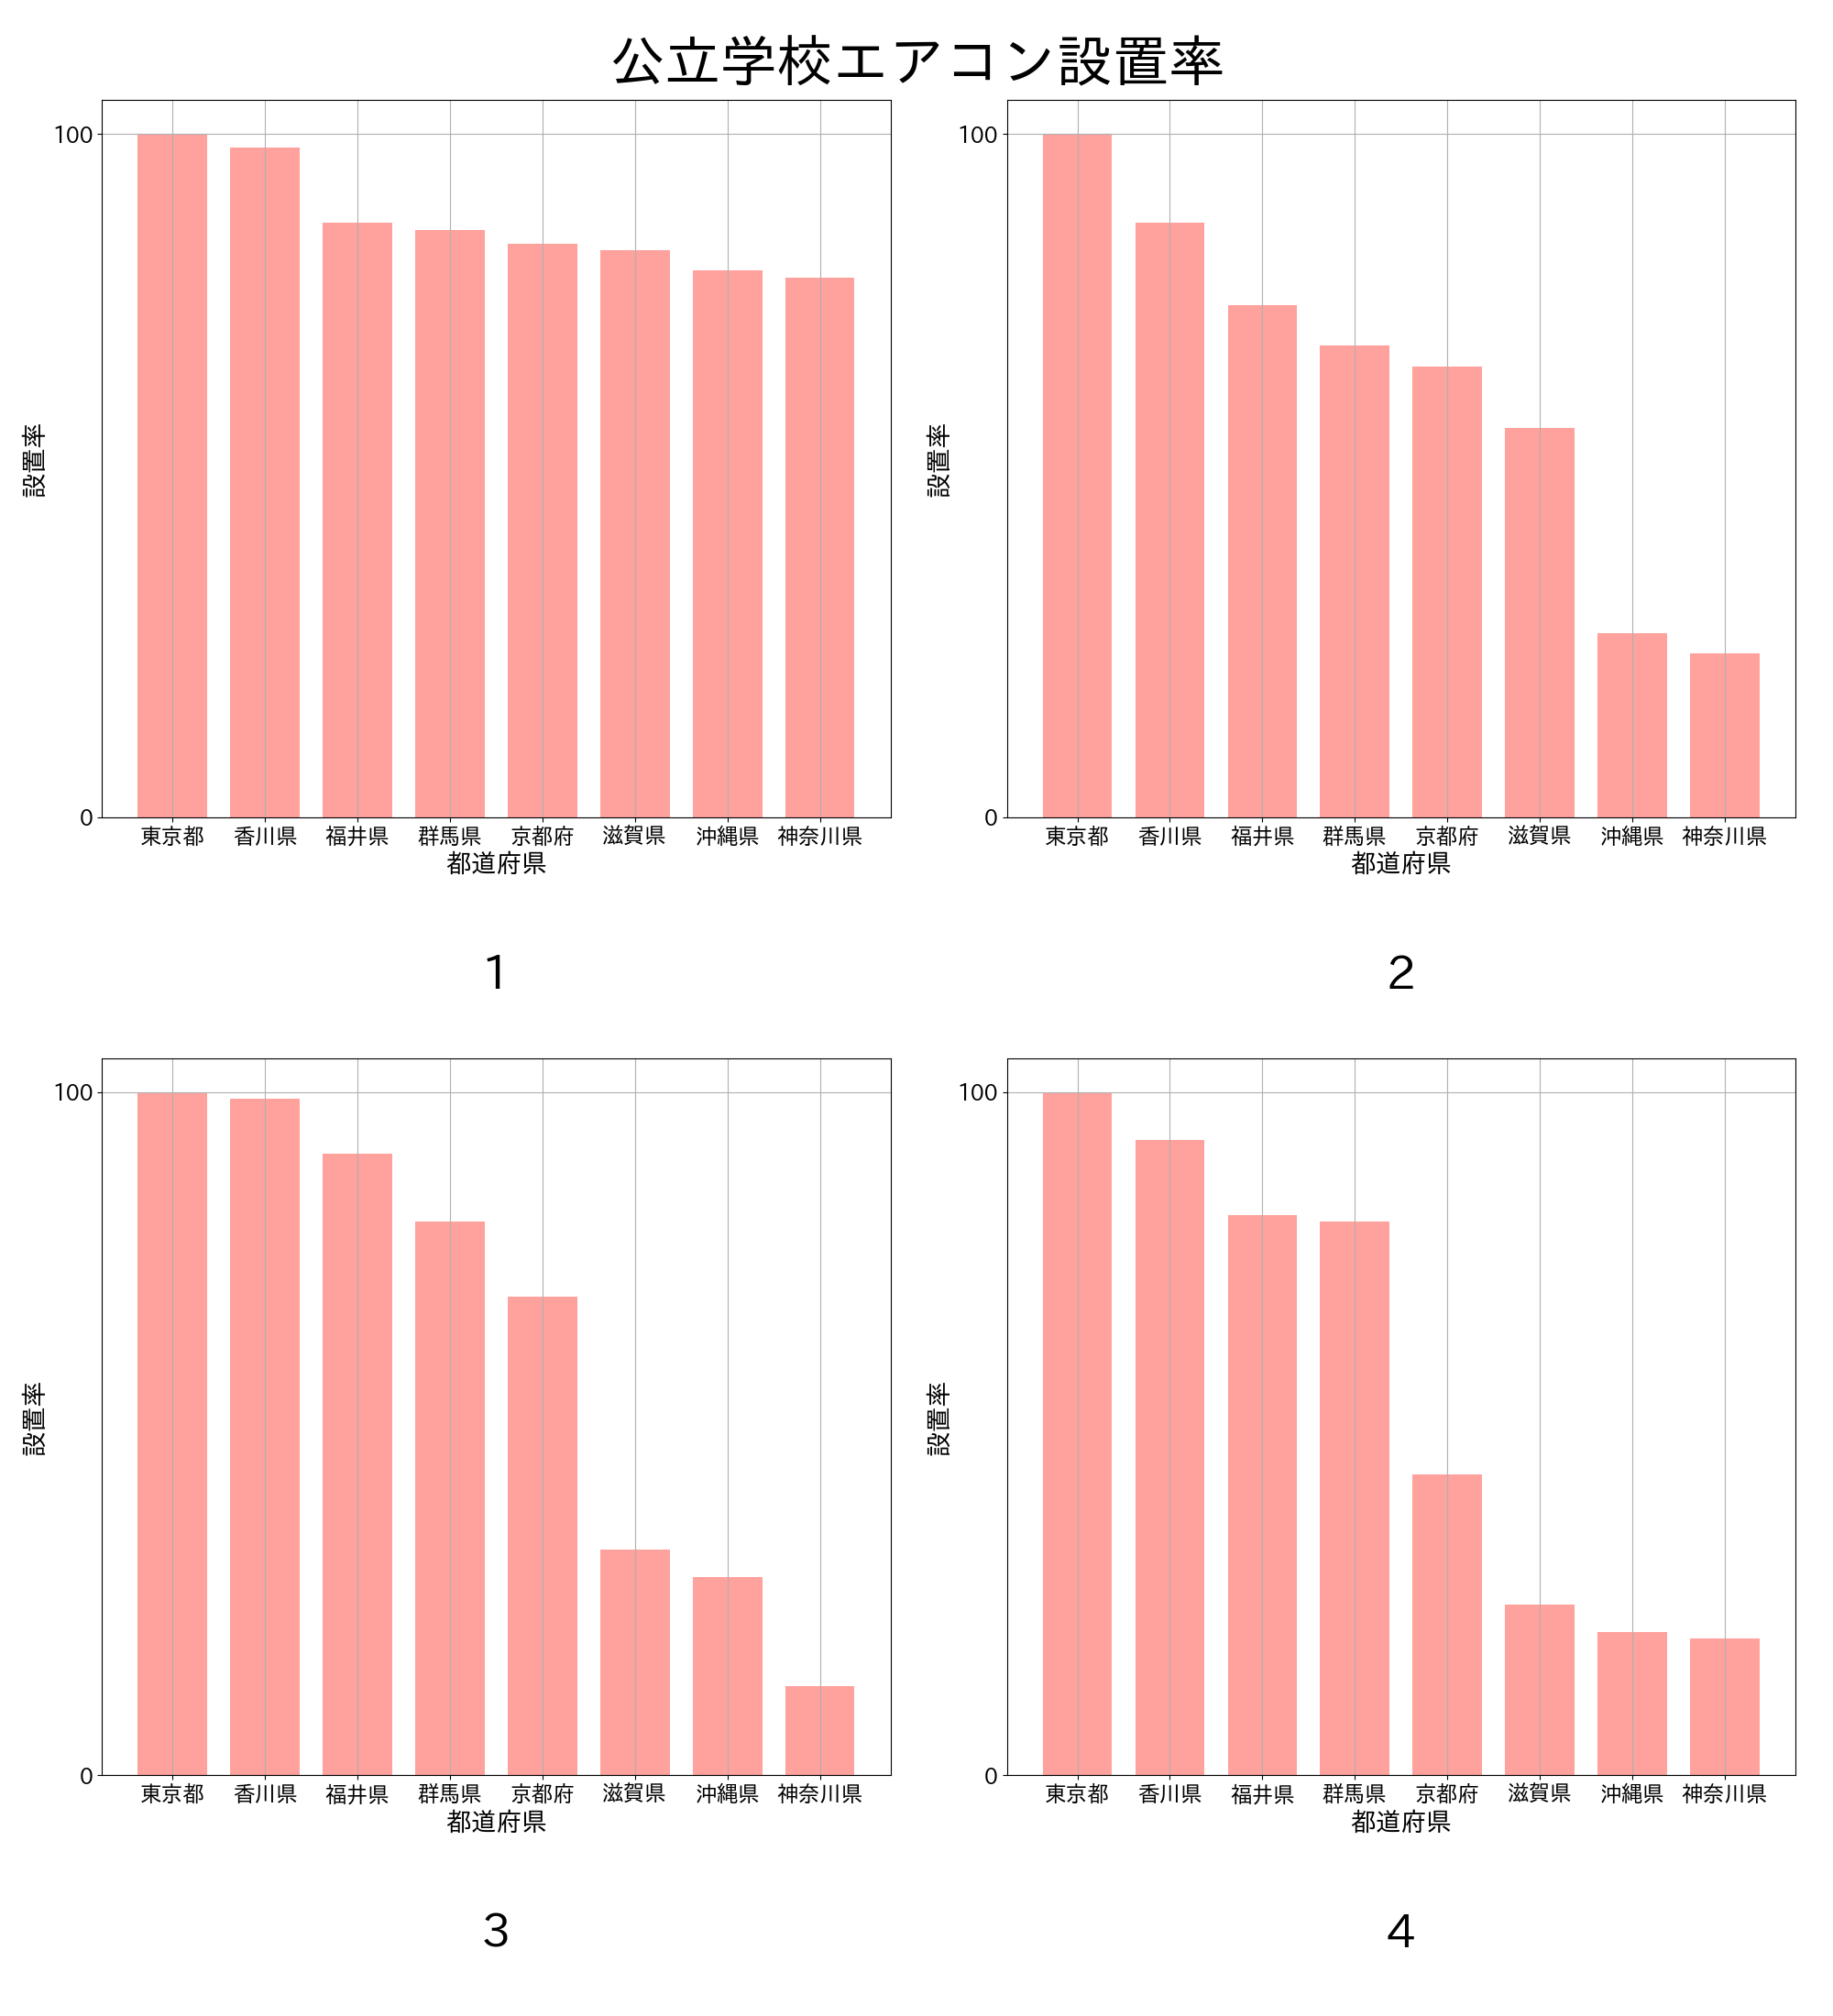 公立学校エアコン設置率
100
0
設置率
東京都 香川県 福井県 群馬県 京都府 滋賀県 沖縄県 神奈川県
都道府県
1
100
0
設置率
東京都 香川県 福井県 群馬県 京都府 滋賀県 沖縄県 神奈川県
都道府県
2
100
0
設置率
東京都 香川県 福井県 群馬県 京都府 滋賀県 沖縄県 神奈川県
都道府県
3
100
0
設置率
東京都 香川県 福井県 群馬県 京都府 滋賀県 沖縄県 神奈川県
都道府県
4